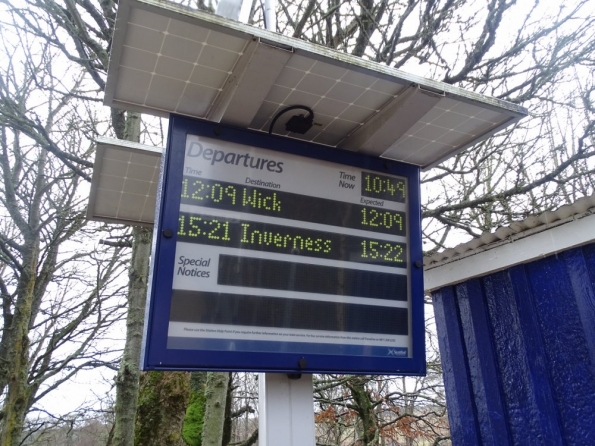 Departures
Time Now 10:49
Time Destination Expected
12:09 Wick 12:09
15:21 Inverness 15:22
Special
Notices